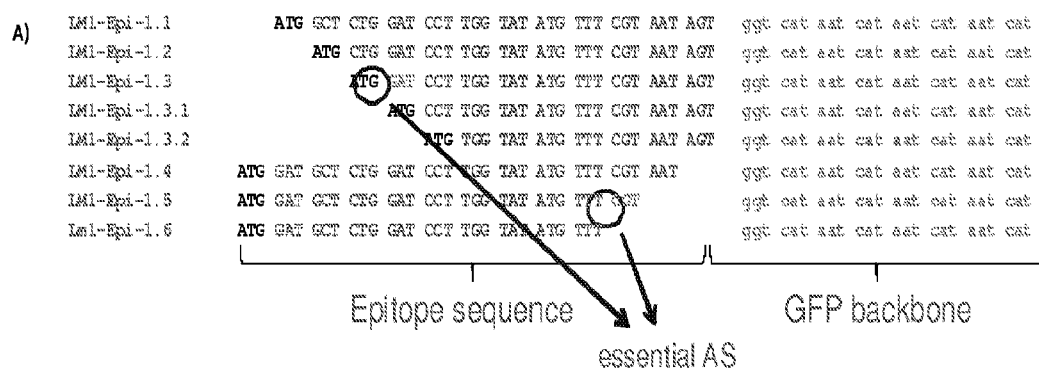 A)
LM1-Epi-1.1 ATG GCT CTG GAT CCT TGG TAT ATG TTT CGT AAT AGT ggt cat aat cat aat cat aat cat
LM1-Epi-1.2 ATG CTG GAT CCT TGG TAT ATG TTT CGT AAT AGT ggt cat aat cat aat cat aat cat
LM1-Epi-1.3 ATG GAT CCT TGG TAT ATG TTT CGT AAT AGT ggt cat aat cat aat cat aat cat
LM1-Epi-1.3.1 ATG CCT TGG TAT ATG TTT CGT AAT AGT ggt cat aat cat aat cat aat cat
LM1-Epi-1.3.2 ATG TGG TAT ATG TTT CGT AAT AGT ggt cat aat cat aat cat aat cat
LM1-Epi-1.4 ATG GAT GCT CTG GAT CCT TGG TAT ATG TTT CGT AAT ggt cat aat cat aat cat aat cat
LM1-Epi-1.5 ATG GAT GCT CTG GAT CCT TGG TAT ATG TTT CGT ggt cat aat cat aat cat aat cat
LM1-Epi-1.6 ATG GAT GCT CTG GAT CCT TGG TAT ATG TTT ggt cat aat cat aat cat aat cat
Epitope sequence GFP backbone
essential AS